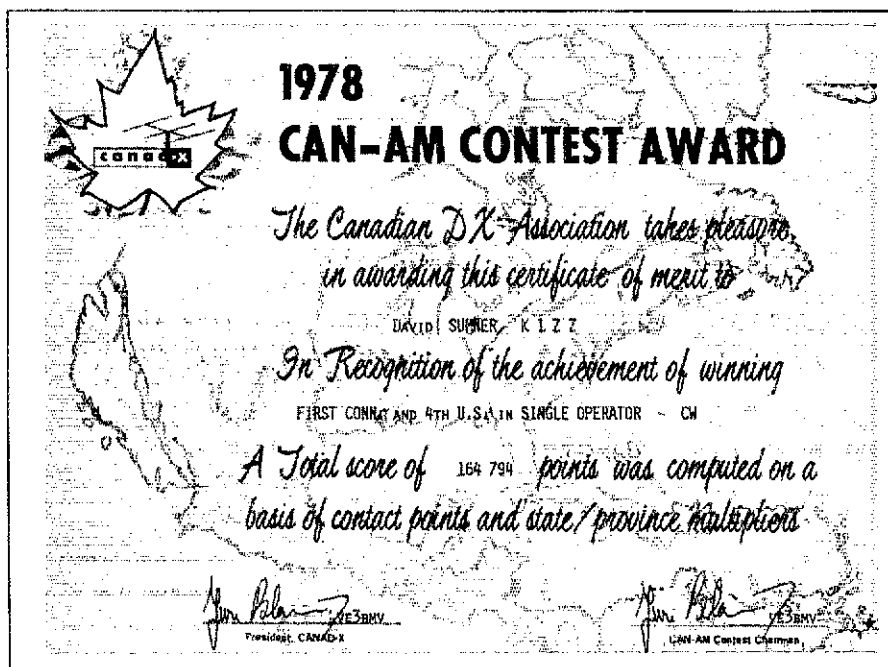 1978
CAN-AM CONTEST AWARD
canadX
The Canadian DX Association takes pleasure
in awarding this certificate of merit to
DAVID SUMNER K1ZZ
In Recognition of the achievement of winning
FIRST CONN. AND 4TH U.S. IN SINGLE OPERATOR - CW
A Total score of 164 794 points was computed on a
basis of contact points and state/province multipliers
VE3BMV VE3BMV
President, CANAD-X CAN-AM Contest Chairman